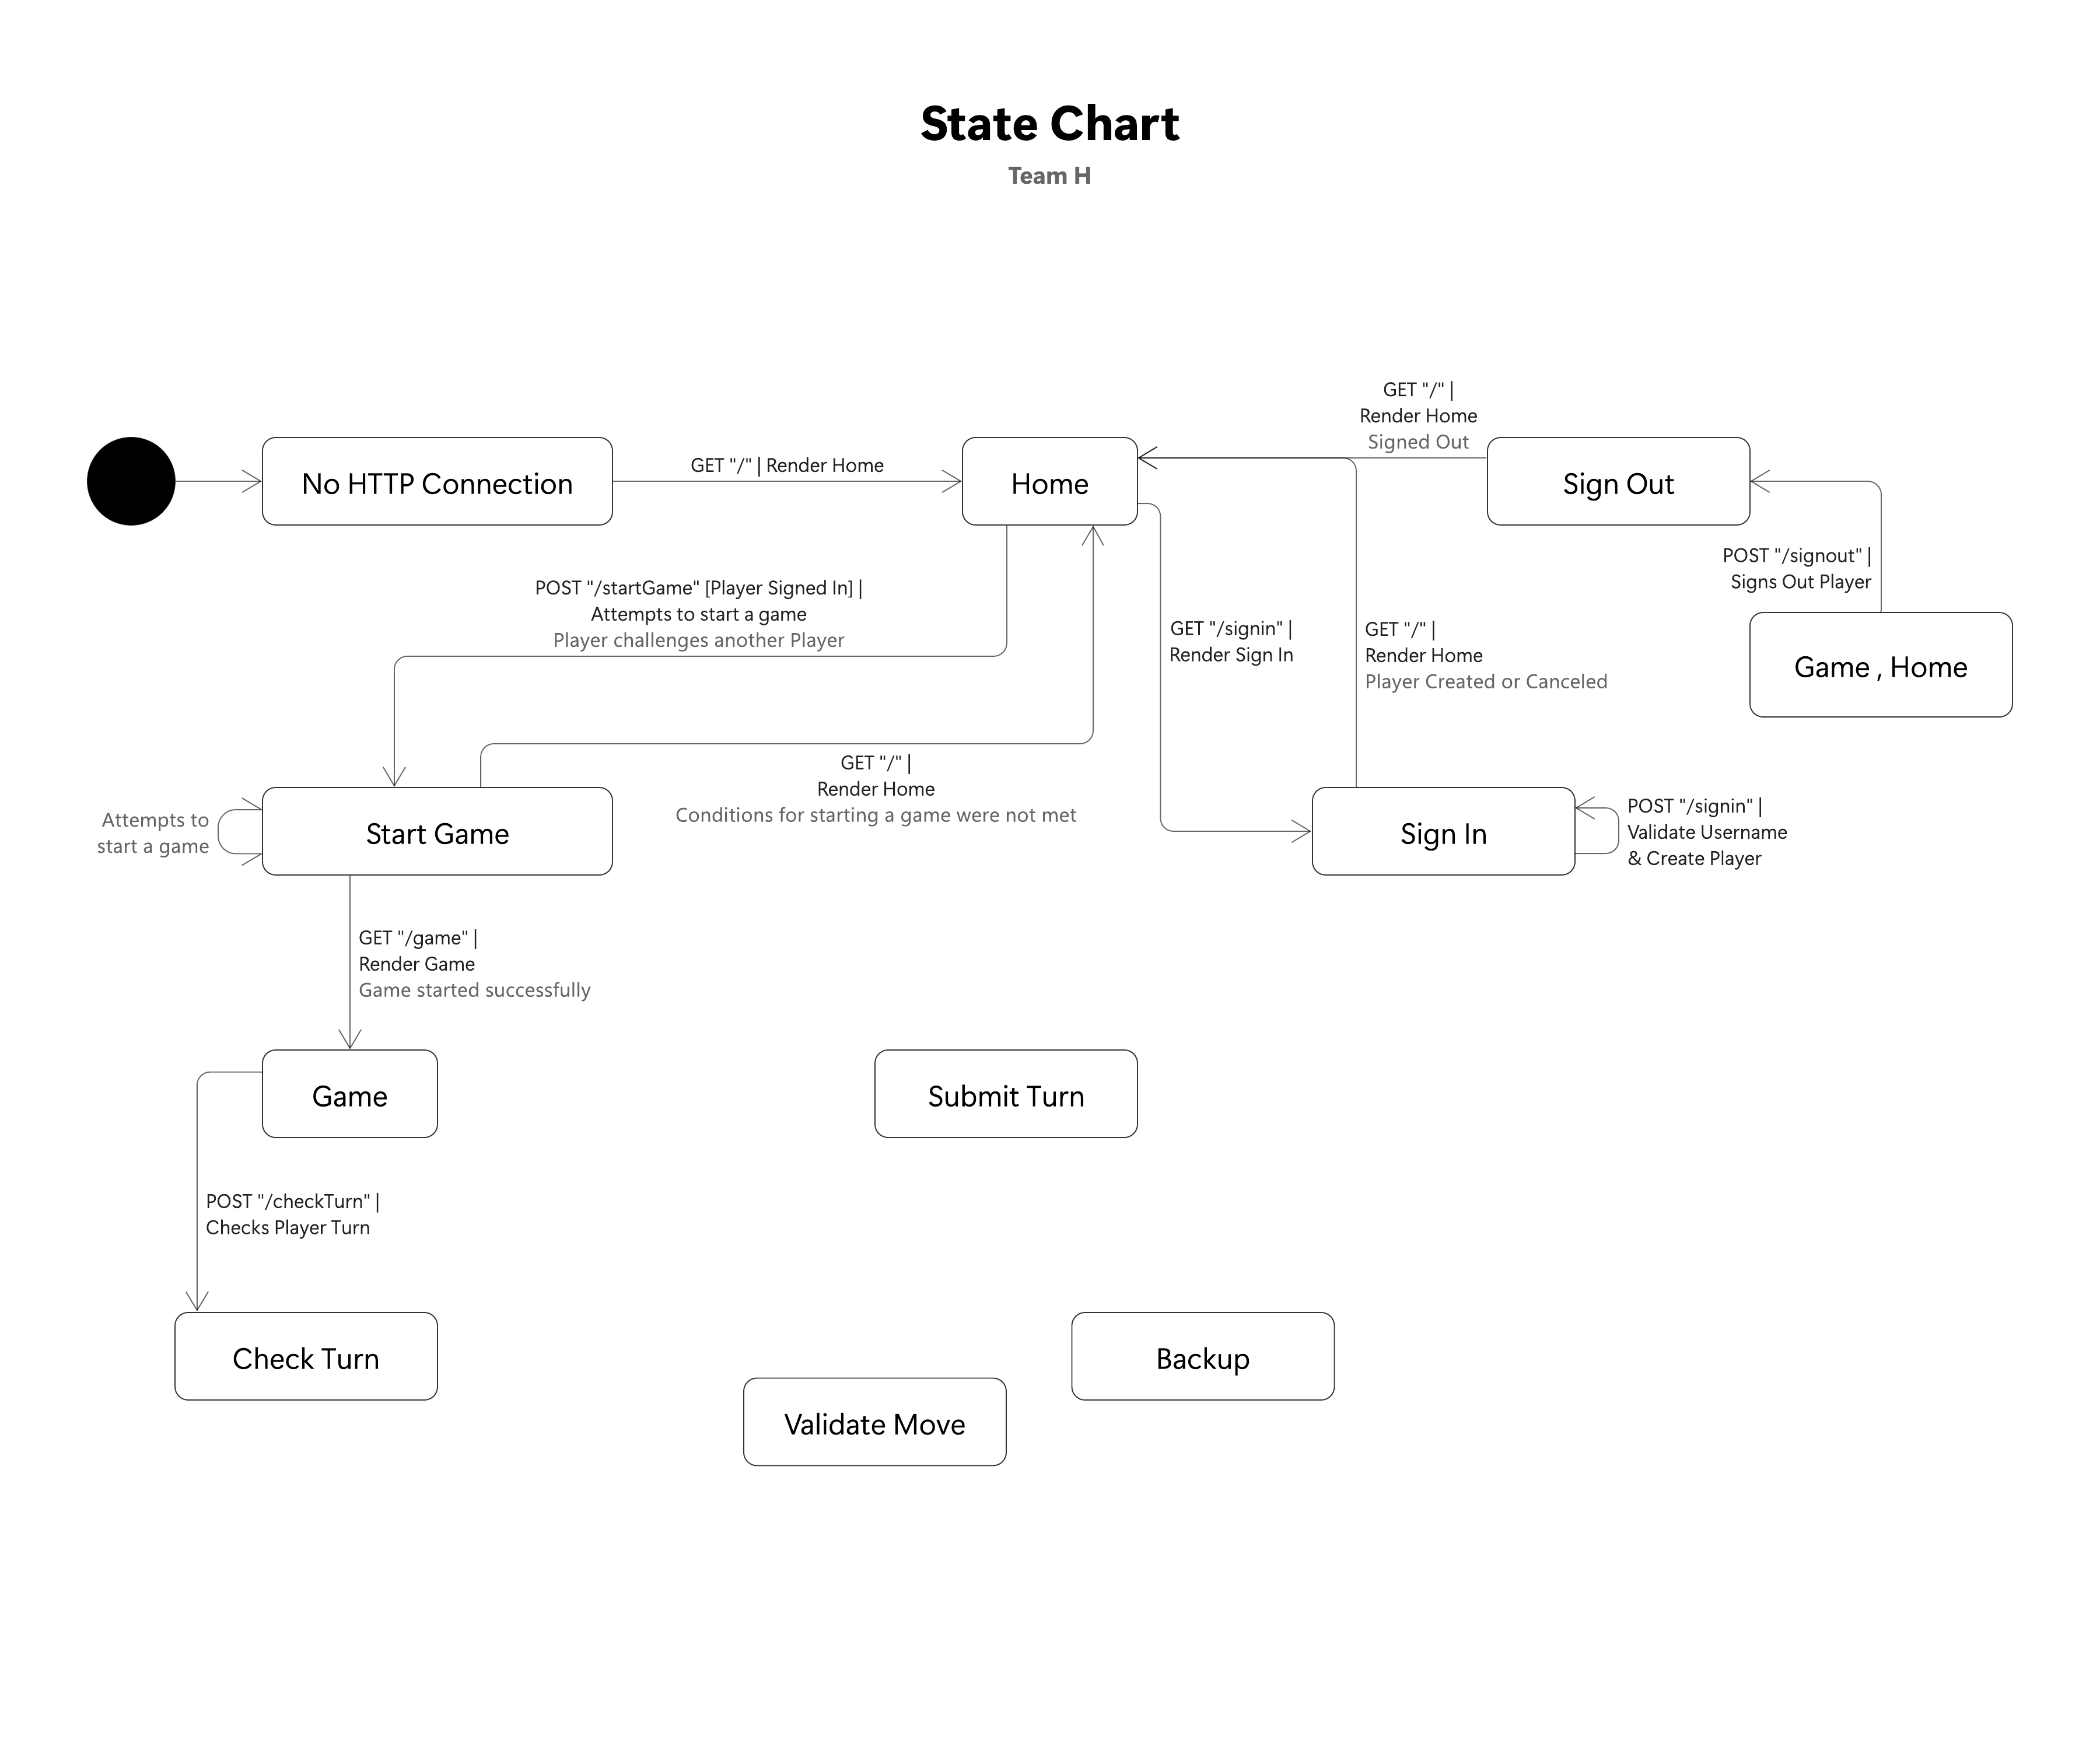 State Chart
Team H
GET "/" |
Render Home
Signed Out
No HTTP Connection
GET "/" | Render Home
Home
Sign Out
POST "/signout" |
Signs Out Player
POST "/startGame" [Player Signed In] |
Attempts to start a game
Player challenges another Player
GET "/signin" |
Render Sign In
GET "/" |
Render Home
Player Created or Canceled
Game , Home
GET "/" |
Render Home
Conditions for starting a game were not met
Attempts to
start a game
Start Game
Sign In
POST "/signin" |
Validate Username
& Create Player
GET "/game" |
Render Game
Game started successfully
Game
Submit Turn
POST "/checkTurn" |
Checks Player Turn
Check Turn
Backup
Validate Move